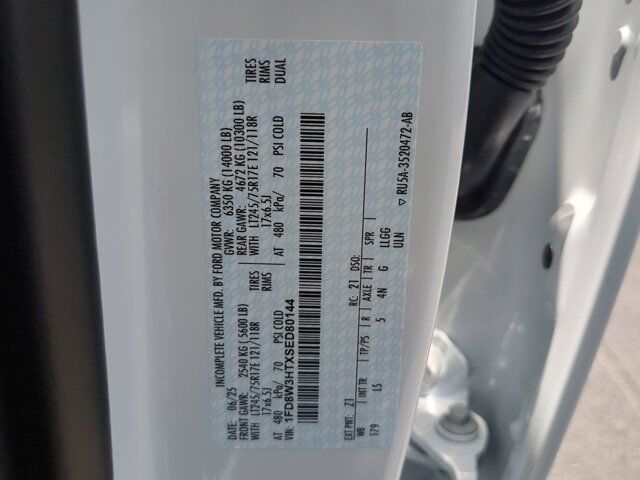 INCOMPLETE VEHICLE MFD. BY FORD MOTOR COMPANY
DATE: 06/25 GVWR: 6350 KG (14000 LB)
FRONT GAWR: 2540 KG (5600 LB) REAR GAWR: 4672 KG (10300 LB)
WITH LT245/75R17E 121/118R TIRES WITH LT245/75R17E 121/118R TIRES
17x6.5J RIMS 17x6.5J RIMS
AT 480 kPa/ 70 PSI COLD AT 480 kPa/ 70 PSI COLD DUAL
VIN: 1FD8W3HTXSED80144
EXT PNT: Z1 RC: 21 DSO:
WB INT TR TP/PS R AXLE TR SPR
179 LS 5 4N G LLGG
ULN
▽ RU5A-3520472-AB